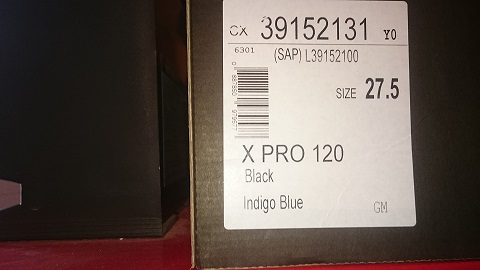 CX 39152131 Y0
6301 (SAP) L39152100
SIZE 27.5
X PRO 120
Black
Indigo Blue GM